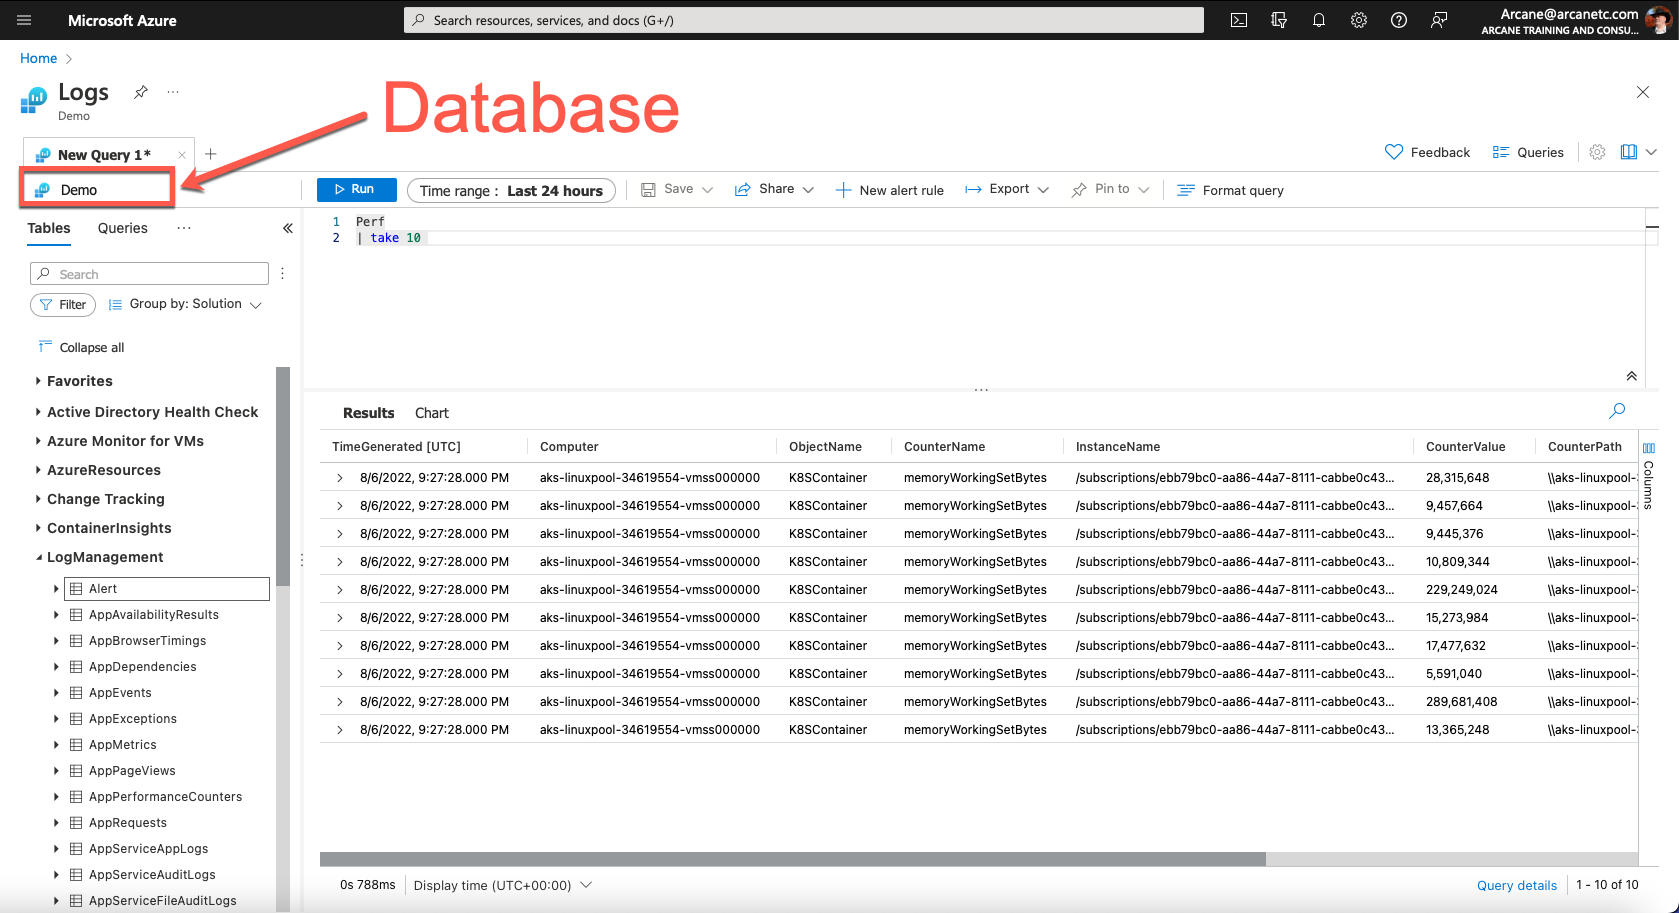 Microsoft Azure
Search resources, services, and docs (G+/)
Arcane@arcanetc.com
ARCANE TRAINING AND CONSU...
Home
Logs
Demo
Database
New Query 1*
Feedback
Queries
Demo
Run
Time range : Last 24 hours
Save
Share
New alert rule
Export
Pin to
Format query
Tables
Queries
1 Perf
2 | take 10
Search
Filter
Group by: Solution
Collapse all
Favorites
Active Directory Health Check
Azure Monitor for VMs
AzureResources
Change Tracking
ContainerInsights
LogManagement
Alert
AppAvailabilityResults
AppBrowserTimings
AppDependencies
AppEvents
AppExceptions
AppMetrics
AppPageViews
AppPerformanceCounters
AppRequests
AppServiceAppLogs
AppServiceAuditLogs
AppServiceFileAuditLogs
Results Chart
TimeGenerated [UTC] Computer ObjectName CounterName InstanceName CounterValue CounterPath
8/6/2022, 9:27:28.000 PM aks-linuxpool-34619554-vmss000000 K8SContainer memoryWorkingSetBytes /subscriptions/ebb79bc0-aa86-44a7-8111-cabbe0c43... 28,315,648 \\aks-linuxpool-
8/6/2022, 9:27:28.000 PM aks-linuxpool-34619554-vmss000000 K8SContainer memoryWorkingSetBytes /subscriptions/ebb79bc0-aa86-44a7-8111-cabbe0c43... 9,457,664 \\aks-linuxpool-
8/6/2022, 9:27:28.000 PM aks-linuxpool-34619554-vmss000000 K8SContainer memoryWorkingSetBytes /subscriptions/ebb79bc0-aa86-44a7-8111-cabbe0c43... 9,445,376 \\aks-linuxpool-
8/6/2022, 9:27:28.000 PM aks-linuxpool-34619554-vmss000000 K8SContainer memoryWorkingSetBytes /subscriptions/ebb79bc0-aa86-44a7-8111-cabbe0c43... 10,809,344 \\aks-linuxpool-
8/6/2022, 9:27:28.000 PM aks-linuxpool-34619554-vmss000000 K8SContainer memoryWorkingSetBytes /subscriptions/ebb79bc0-aa86-44a7-8111-cabbe0c43... 229,249,024 \\aks-linuxpool-
8/6/2022, 9:27:28.000 PM aks-linuxpool-34619554-vmss000000 K8SContainer memoryWorkingSetBytes /subscriptions/ebb79bc0-aa86-44a7-8111-cabbe0c43... 15,273,984 \\aks-linuxpool-
8/6/2022, 9:27:28.000 PM aks-linuxpool-34619554-vmss000000 K8SContainer memoryWorkingSetBytes /subscriptions/ebb79bc0-aa86-44a7-8111-cabbe0c43... 17,477,632 \\aks-linuxpool-
8/6/2022, 9:27:28.000 PM aks-linuxpool-34619554-vmss000000 K8SContainer memoryWorkingSetBytes /subscriptions/ebb79bc0-aa86-44a7-8111-cabbe0c43... 5,591,040 \\aks-linuxpool-
8/6/2022, 9:27:28.000 PM aks-linuxpool-34619554-vmss000000 K8SContainer memoryWorkingSetBytes /subscriptions/ebb79bc0-aa86-44a7-8111-cabbe0c43... 289,681,408 \\aks-linuxpool-
8/6/2022, 9:27:28.000 PM aks-linuxpool-34619554-vmss000000 K8SContainer memoryWorkingSetBytes /subscriptions/ebb79bc0-aa86-44a7-8111-cabbe0c43... 13,365,248 \\aks-linuxpool-
Columns
0s 788ms
Display time (UTC+00:00)
Query details
1 - 10 of 10